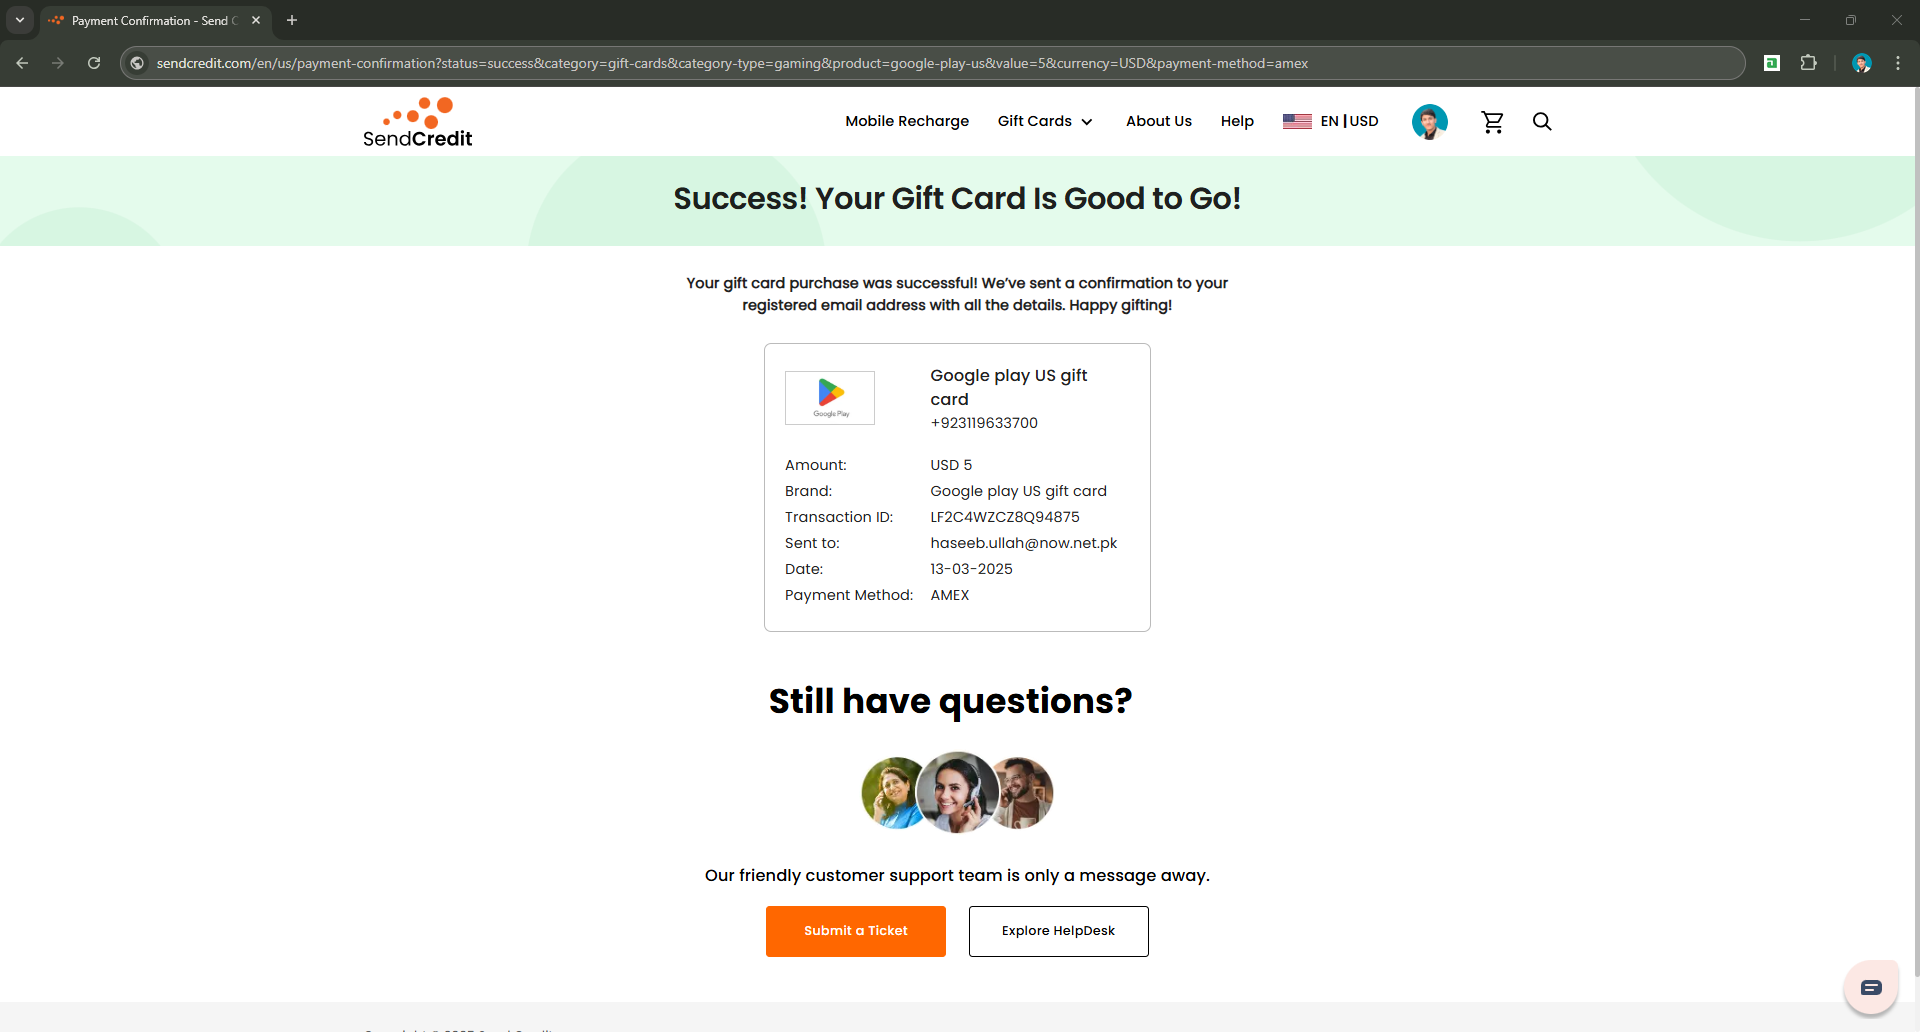 Payment Confirmation - Send C
sendcredit.com/en/us/payment-confirmation?status=success&category=gift-cards&category-type=gaming&product=google-play-us&value=5&currency=USD&payment-method=amex
SendCredit
Mobile Recharge
Gift Cards
About Us
Help
EN | USD
Success! Your Gift Card Is Good to Go!
Your gift card purchase was successful! We’ve sent a confirmation to your
registered email address with all the details. Happy gifting!
Google Play
Google play US gift
card
+923119633700
Amount: USD 5
Brand: Google play US gift card
Transaction ID: LF2C4WZCZ8Q94875
Sent to: haseeb.ullah@now.net.pk
Date: 13-03-2025
Payment Method: AMEX
Still have questions?
Our friendly customer support team is only a message away.
Submit a Ticket
Explore HelpDesk